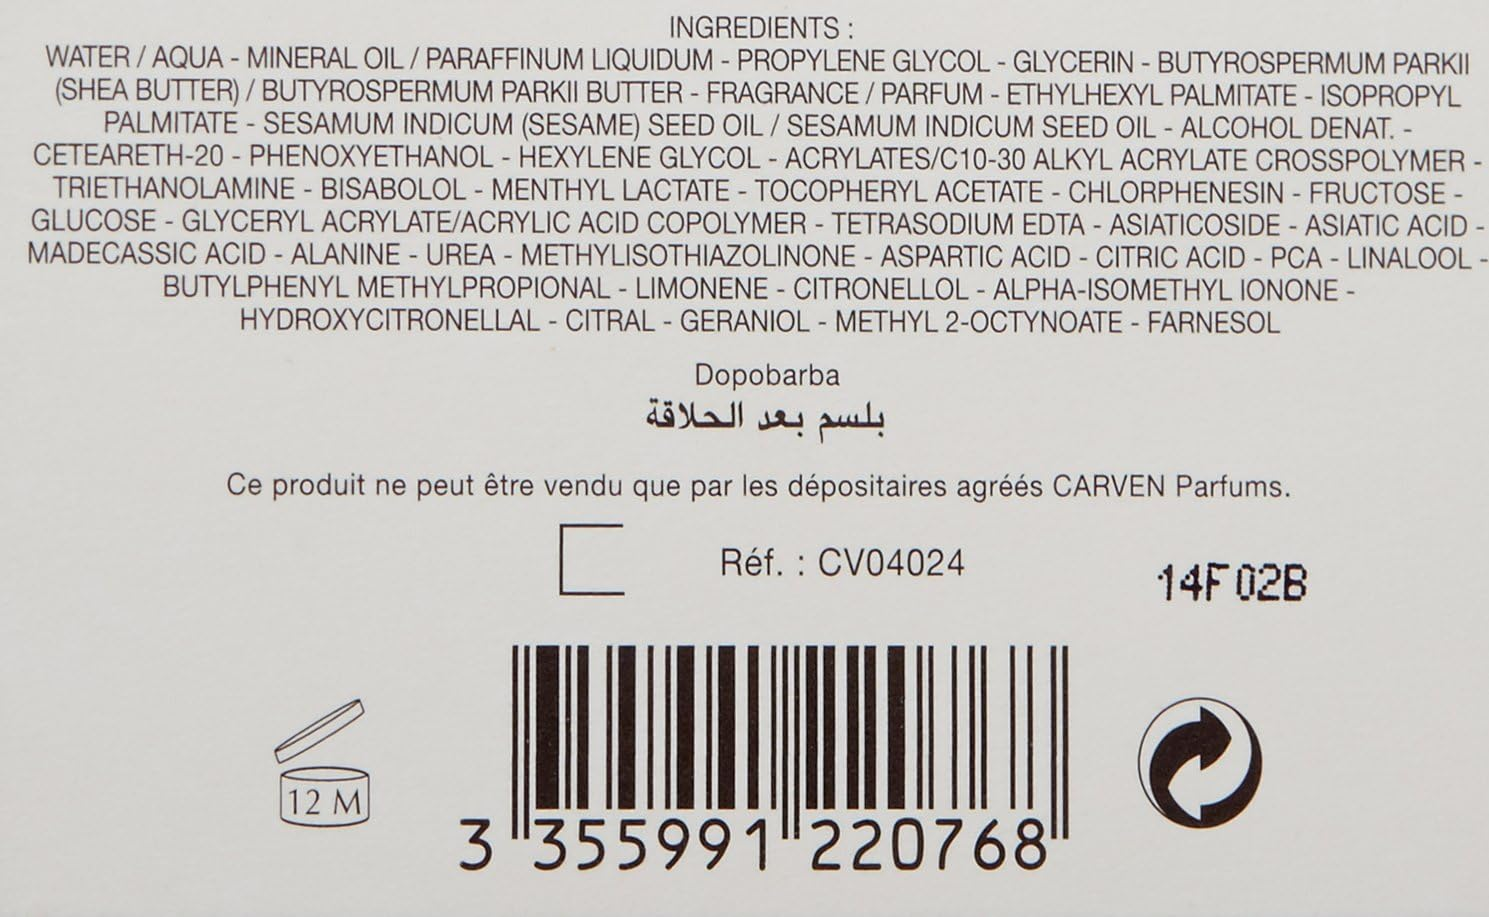 INGREDIENTS :
WATER / AQUA - MINERAL OIL / PARAFFINUM LIQUIDUM - PROPYLENE GLYCOL - GLYCERIN - BUTYROSPERMUM PARKII
(SHEA BUTTER) / BUTYROSPERMUM PARKII BUTTER - FRAGRANCE / PARFUM - ETHYLHEXYL PALMITATE - ISOPROPYL
PALMITATE - SESAMUM INDICUM (SESAME) SEED OIL / SESAMUM INDICUM SEED OIL - ALCOHOL DENAT. -
CETEARETH-20 - PHENOXYETHANOL - HEXYLENE GLYCOL - ACRYLATES/C10-30 ALKYL ACRYLATE CROSSPOLYMER -
TRIETHANOLAMINE - BISABOLOL - MENTHYL LACTATE - TOCOPHERYL ACETATE - CHLORPHENESIN - FRUCTOSE -
GLUCOSE - GLYCERYL ACRYLATE/ACRYLIC ACID COPOLYMER - TETRASODIUM EDTA - ASIATICOSIDE - ASIATIC ACID -
MADECASSIC ACID - ALANINE - UREA - METHYLISOTHIAZOLINONE - ASPARTIC ACID - CITRIC ACID - PCA - LINALOOL -
BUTYLPHENYL METHYLPROPIONAL - LIMONENE - CITRONELLOL - ALPHA-ISOMETHYL IONONE -
HYDROXYCITRONELLAL - CITRAL - GERANIOL - METHYL 2-OCTYNOATE - FARNESOL
Dopobarba
بلسم بعد الحلاقة
Ce produit ne peut être vendu que par les dépositaires agréés CARVEN Parfums.
Réf. : CV04024
14F02B
12 M
3 355991 220768